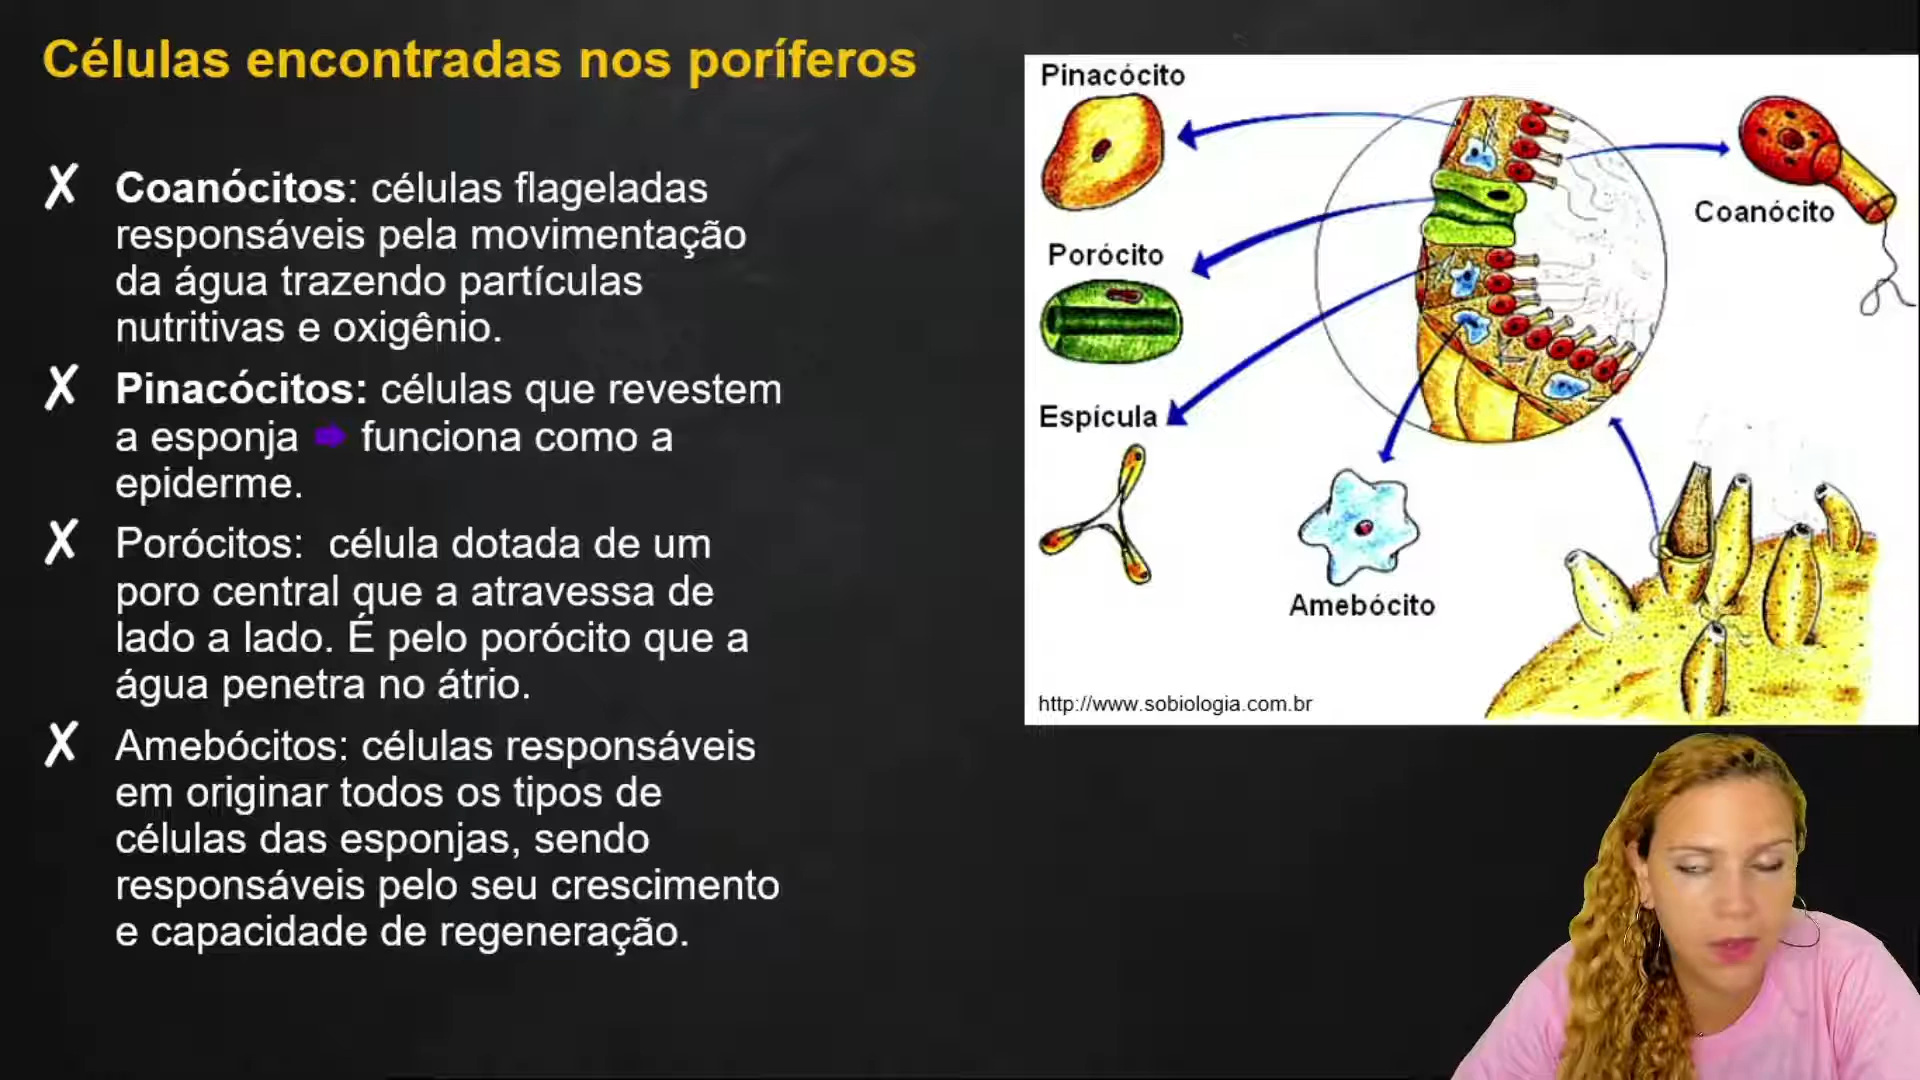 Células encontradas nos poríferos
✗ Coanócitos: células flageladas
responsáveis pela movimentação
da água trazendo partículas
nutritivas e oxigênio.
✗ Pinacócitos: células que revestem
a esponja ➡ funciona como a
epiderme.
✗ Porócitos:  célula dotada de um
poro central que a atravessa de
lado a lado. É pelo porócito que a
água penetra no átrio.
✗ Amebócitos: células responsáveis
em originar todos os tipos de
células das esponjas, sendo
responsáveis pelo seu crescimento
e capacidade de regeneração.
Pinacócito
Coanócito
Porócito
Espícula
Amebócito
http://www.sobiologia.com.br